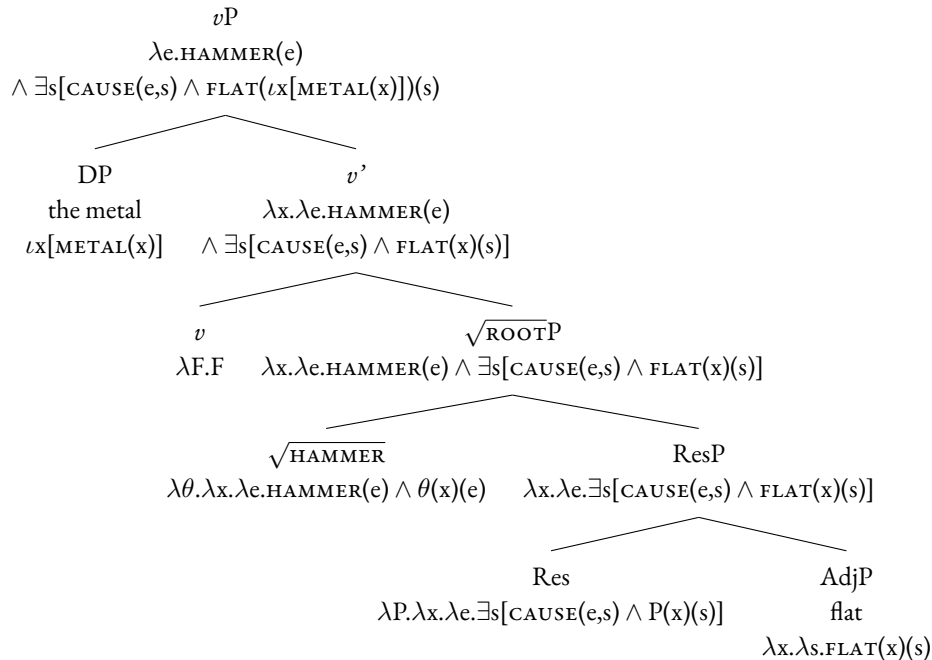 vP
λe.HAMMER(e)
∧ ∃s[CAUSE(e,s) ∧ FLAT(ιx[METAL(x)])(s)
DP v’
the metal λx.λe.HAMMER(e)
ιx[METAL(x)] ∧ ∃s[CAUSE(e,s) ∧ FLAT(x)(s)]
v √ROOTP
λF.F λx.λe.HAMMER(e) ∧ ∃s[CAUSE(e,s) ∧ FLAT(x)(s)]
√HAMMER ResP
λθ.λx.λe.HAMMER(e) ∧ θ(x)(e) λx.λe.∃s[CAUSE(e,s) ∧ FLAT(x)(s)]
Res AdjP
λP.λx.λe.∃s[CAUSE(e,s) ∧ P(x)(s)] flat
λx.λs.FLAT(x)(s)